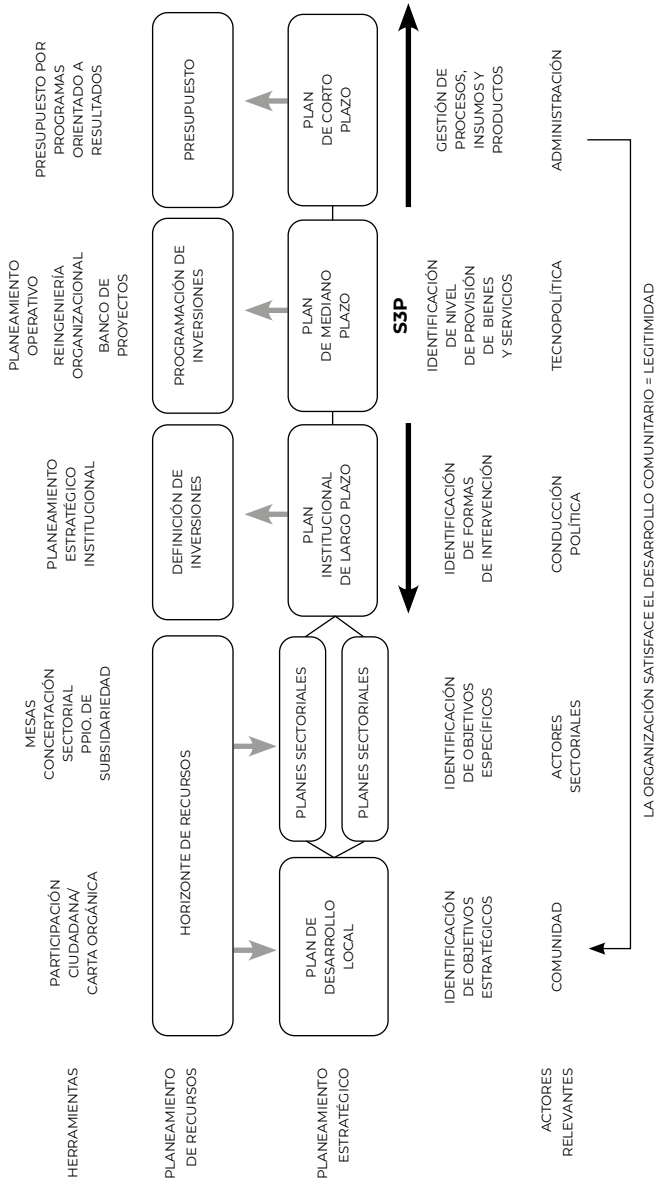 HERRAMIENTAS
PARTICIPACIÓN
CIUDADANA/
CARTA ORGÁNICA
MESAS
CONCERTACIÓN
SECTORIAL
PPIO. DE
SUBSIDARIEDAD
PLANEAMIENTO
ESTRATÉGICO
INSTITUCIONAL
PLANEAMIENTO
OPERATIVO
REINGENIERÍA
ORGANIZACIONAL
BANCO DE
PROYECTOS
PRESUPUESTO POR
PROGRAMAS
ORIENTADO A
RESULTADOS
PLANEAMIENTO
DE RECURSOS
HORIZONTE DE RECURSOS
DEFINICIÓN DE
INVERSIONES
PROGRAMACIÓN DE
INVERSIONES
PRESUPUESTO
PLANEAMIENTO
ESTRATÉGICO
PLAN DE
DESARROLLO
LOCAL
PLANES SECTORIALES
PLANES SECTORIALES
PLAN
INSTITUCIONAL
DE LARGO PLAZO
PLAN
DE MEDIANO
PLAZO
PLAN
DE CORTO
PLAZO
S3P
IDENTIFICACIÓN
DE OBJETIVOS
ESTRATÉGICOS
IDENTIFICACIÓN
DE OBJETIVOS
ESPECÍFICOS
IDENTIFICACIÓN
DE FORMAS
DE INTERVENCIÓN
IDENTIFICACIÓN
DE NIVEL
DE PROVISIÓN
DE BIENES
Y SERVICIOS
GESTIÓN DE
PROCESOS,
INSUMOS Y
PRODUCTOS
ACTORES
RELEVANTES
COMUNIDAD
ACTORES
SECTORIALES
CONDUCCIÓN
POLÍTICA
TECNOPOLÍTICA
ADMINISTRACIÓN
LA ORGANIZACIÓN SATISFACE EL DESARROLLO COMUNITARIO = LEGITIMIDAD